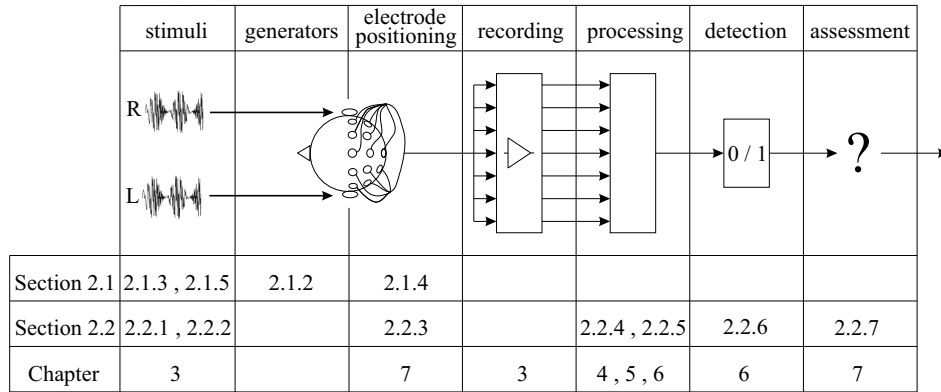 stimuli generators electrode positioning recording processing detection assessment
R
0 / 1 ?
L
Section 2.1 2.1.3 , 2.1.5 2.1.2 2.1.4
Section 2.2 2.2.1 , 2.2.2 2.2.3 2.2.4 , 2.2.5 2.2.6 2.2.7
Chapter 3 7 3 4 , 5 , 6 6 7